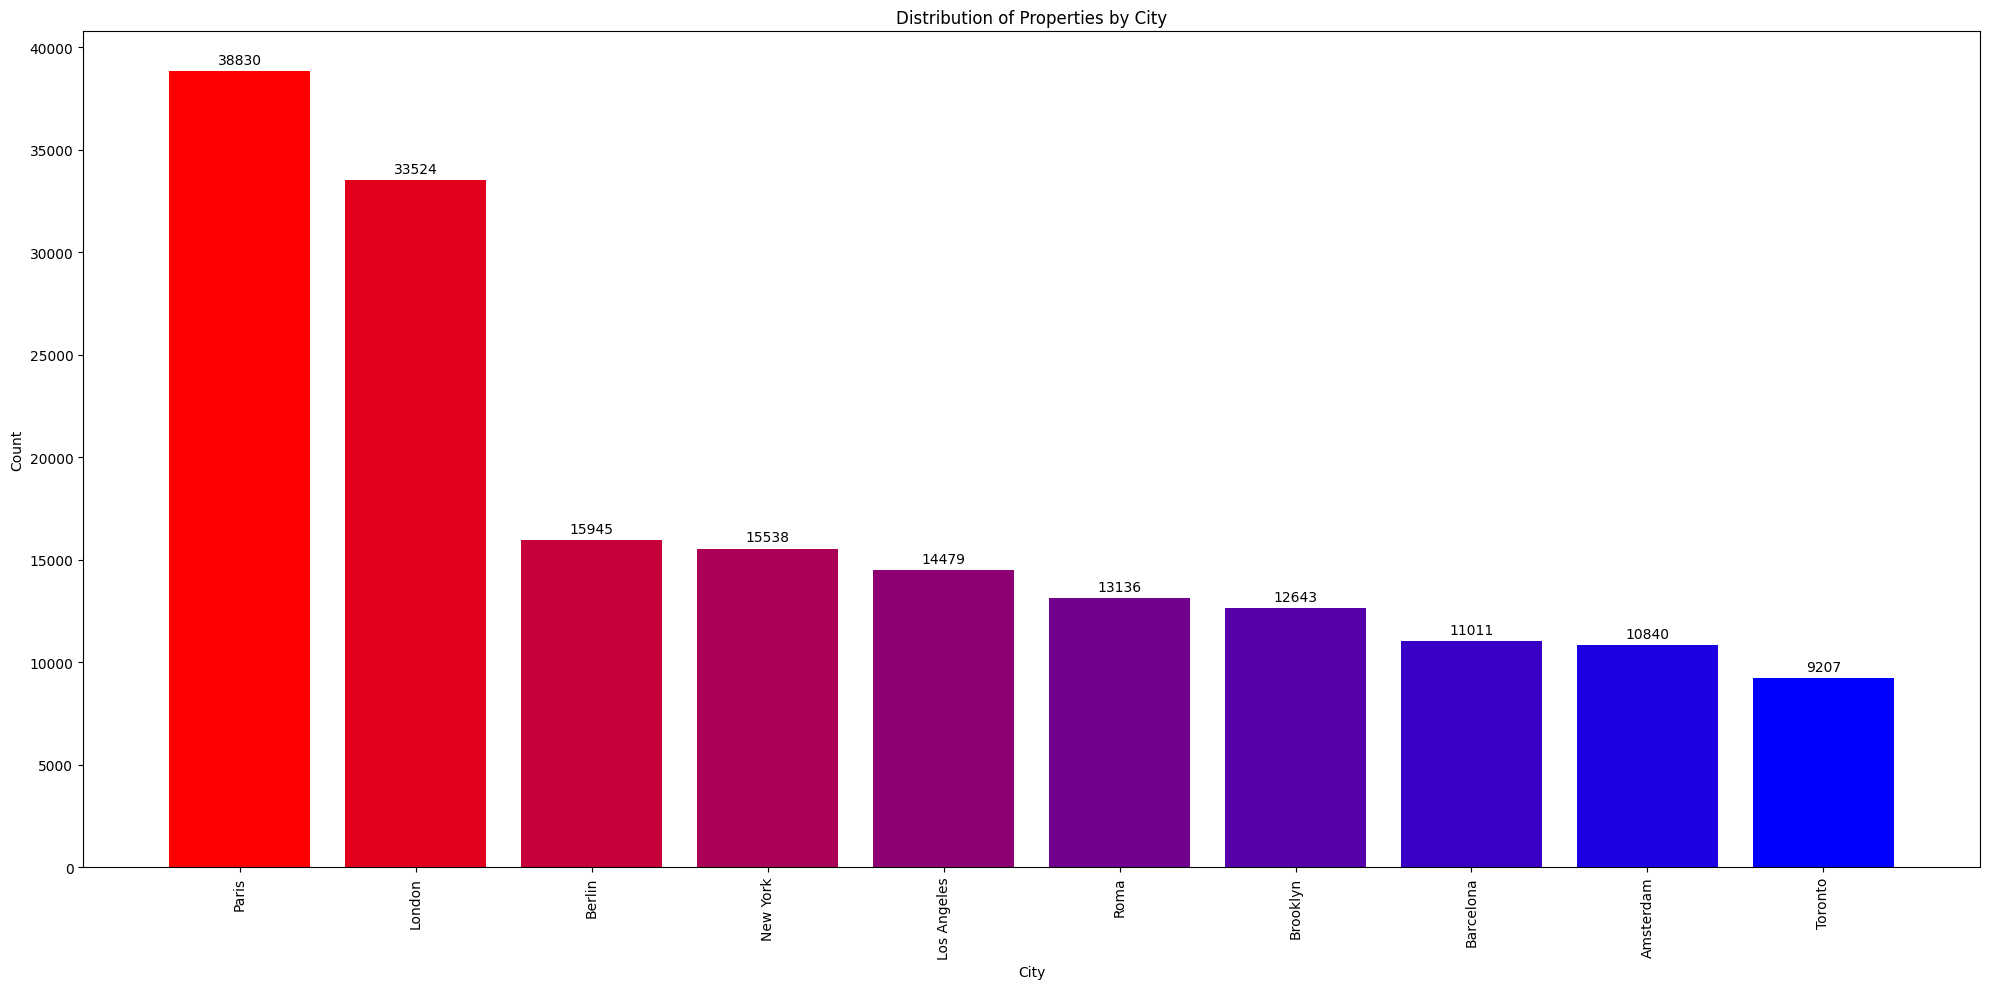 Distribution of Properties by City
Count
40000
35000
30000
25000
20000
15000
10000
5000
0
38830
33524
15945
15538
14479
13136
12643
11011
10840
9207
Paris
London
Berlin
New York
Los Angeles
Roma
Brooklyn
Barcelona
Amsterdam
Toronto
City